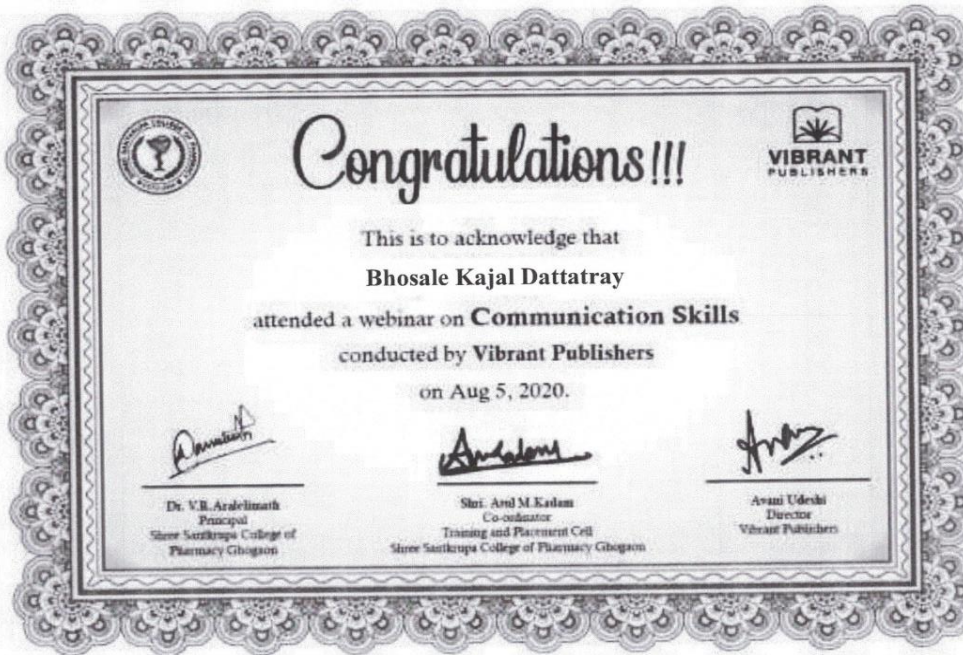 Congratulations!!!
VIBRANT
PUBLISHERS
This is to acknowledge that
Bhosale Kajal Dattatray
attended a webinar on Communication Skills
conducted by Vibrant Publishers
on Aug 5, 2020.
Dr. V.R. Aralelimath
Principal
Shree Santkrupa College of
Pharmacy Ghogaon
Shri. Amol M.Kadam
Co-ordinator
Training and Placement Cell
Shree Santkrupa College of Pharmacy Ghogaon
Avani Udeshi
Director
Vibrant Publishers